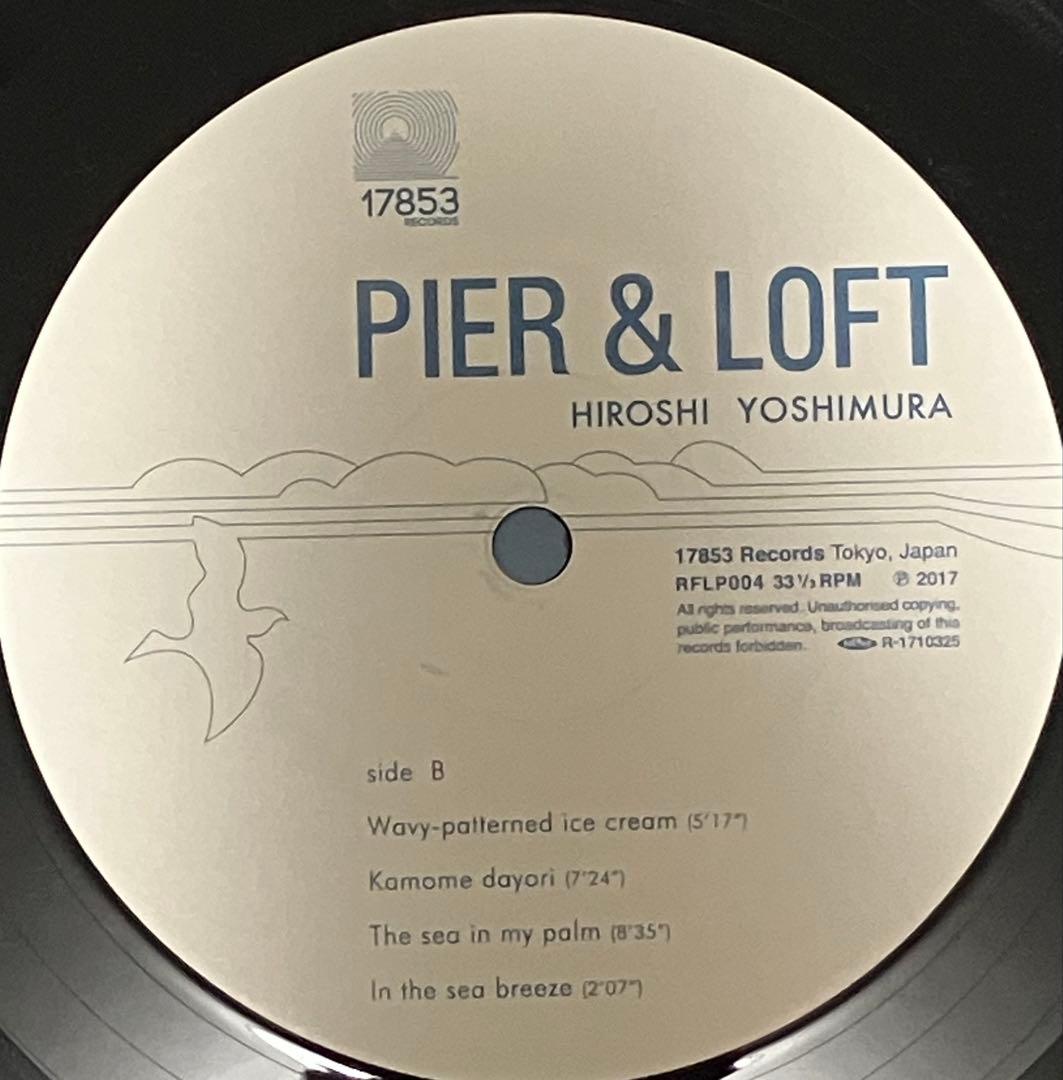 17853
RECORDS
PIER & LOFT
HIROSHI YOSHIMURA
17853 Records Tokyo, Japan
RFLP004 33⅓RPM ℗ 2017
All rights reserved. Unauthorised copying,
public performance, broadcasting of this
records forbidden. R-1710325
side B
Wavy-patterned ice cream (5'17")
Kamome dayori (7'24")
The sea in my palm (8'35")
In the sea breeze (2'07")